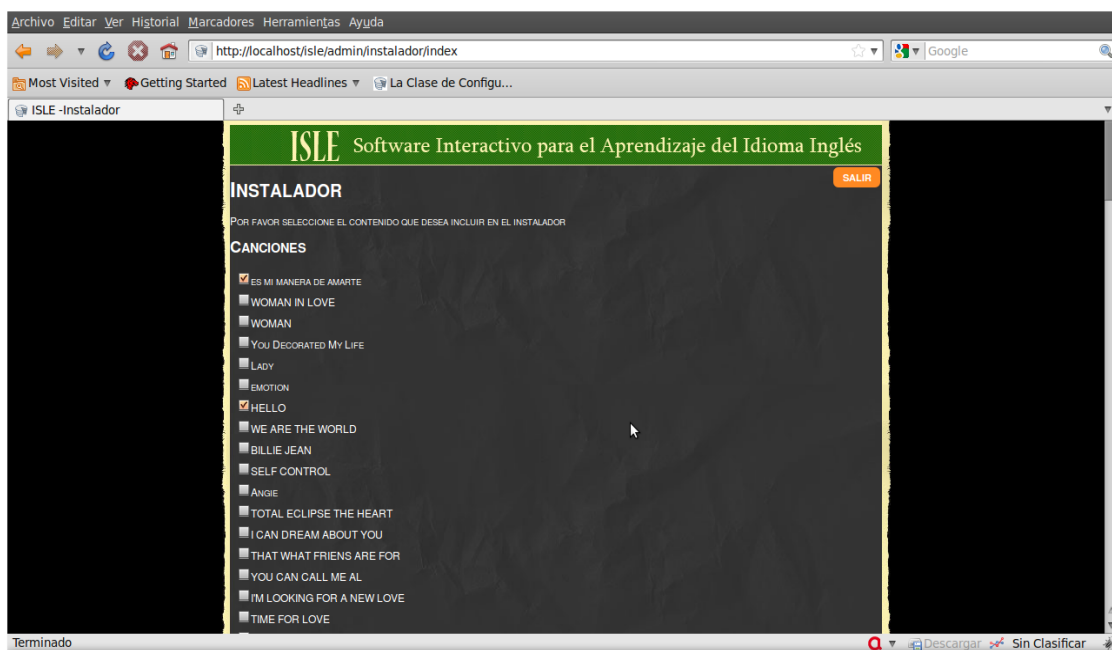 Archivo Editar Ver Historial Marcadores Herramientas Ayuda
http://localhost/isle/admin/instalador/index
Google
Most Visited Getting Started Latest Headlines La Clase de Configu...
ISLE -Instalador
ISLE Software Interactivo para el Aprendizaje del Idioma Inglés
SALIR
INSTALADOR
POR FAVOR SELECCIONE EL CONTENIDO QUE DESEA INCLUIR EN EL INSTALADOR
CANCIONES
ES MI MANERA DE AMARTE
WOMAN IN LOVE
WOMAN
YOU DECORATED MY LIFE
LADY
EMOTION
HELLO
WE ARE THE WORLD
BILLIE JEAN
SELF CONTROL
ANGIE
TOTAL ECLIPSE THE HEART
I CAN DREAM ABOUT YOU
THAT WHAT FRIENS ARE FOR
YOU CAN CALL ME AL
I'M LOOKING FOR A NEW LOVE
TIME FOR LOVE
Terminado
Descargar Sin Clasificar